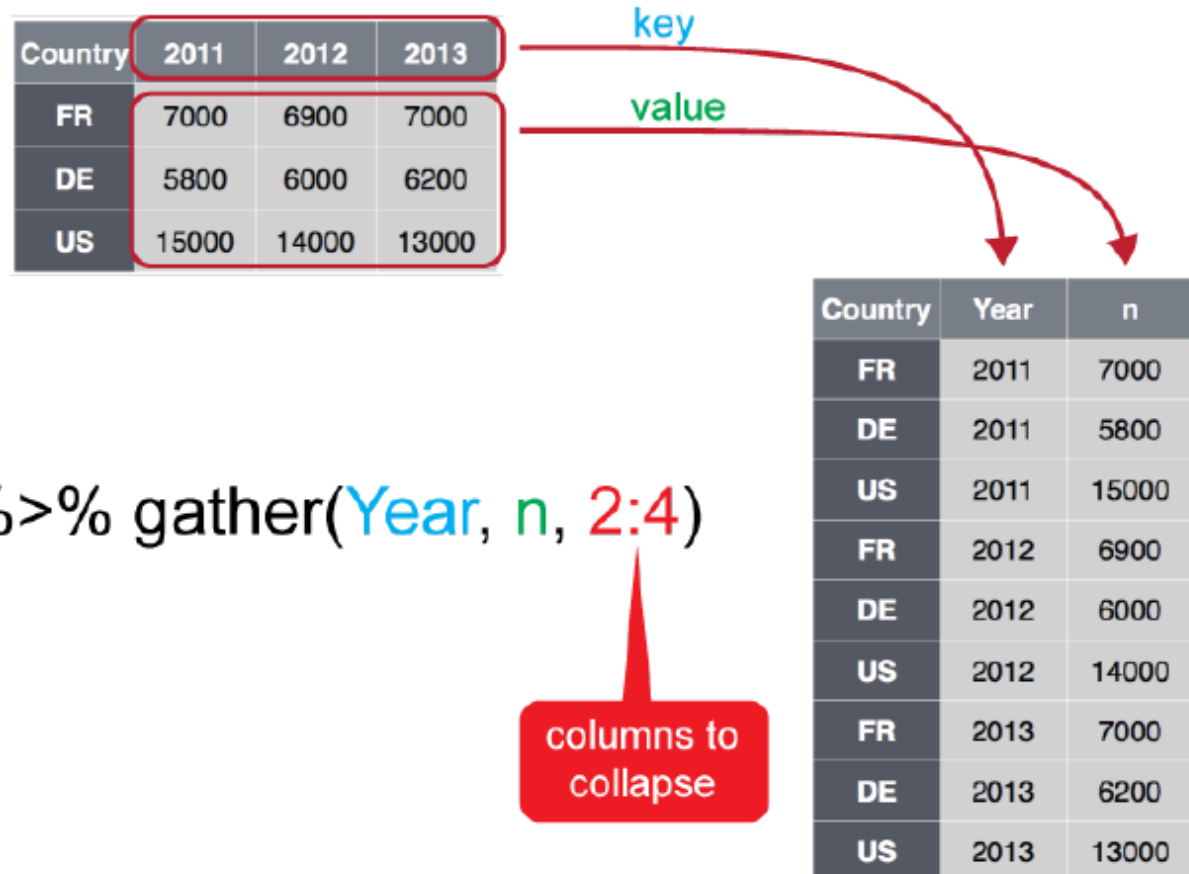 key
Country 2011 2012 2013
value
FR 7000 6900 7000
DE 5800 6000 6200
US 15000 14000 13000
Country Year n
FR 2011 7000
DE 2011 5800
US 2011 15000
FR 2012 6900
DE 2012 6000
US 2012 14000
FR 2013 7000
DE 2013 6200
US 2013 13000
%>% gather(Year, n, 2:4)
columns to
collapse